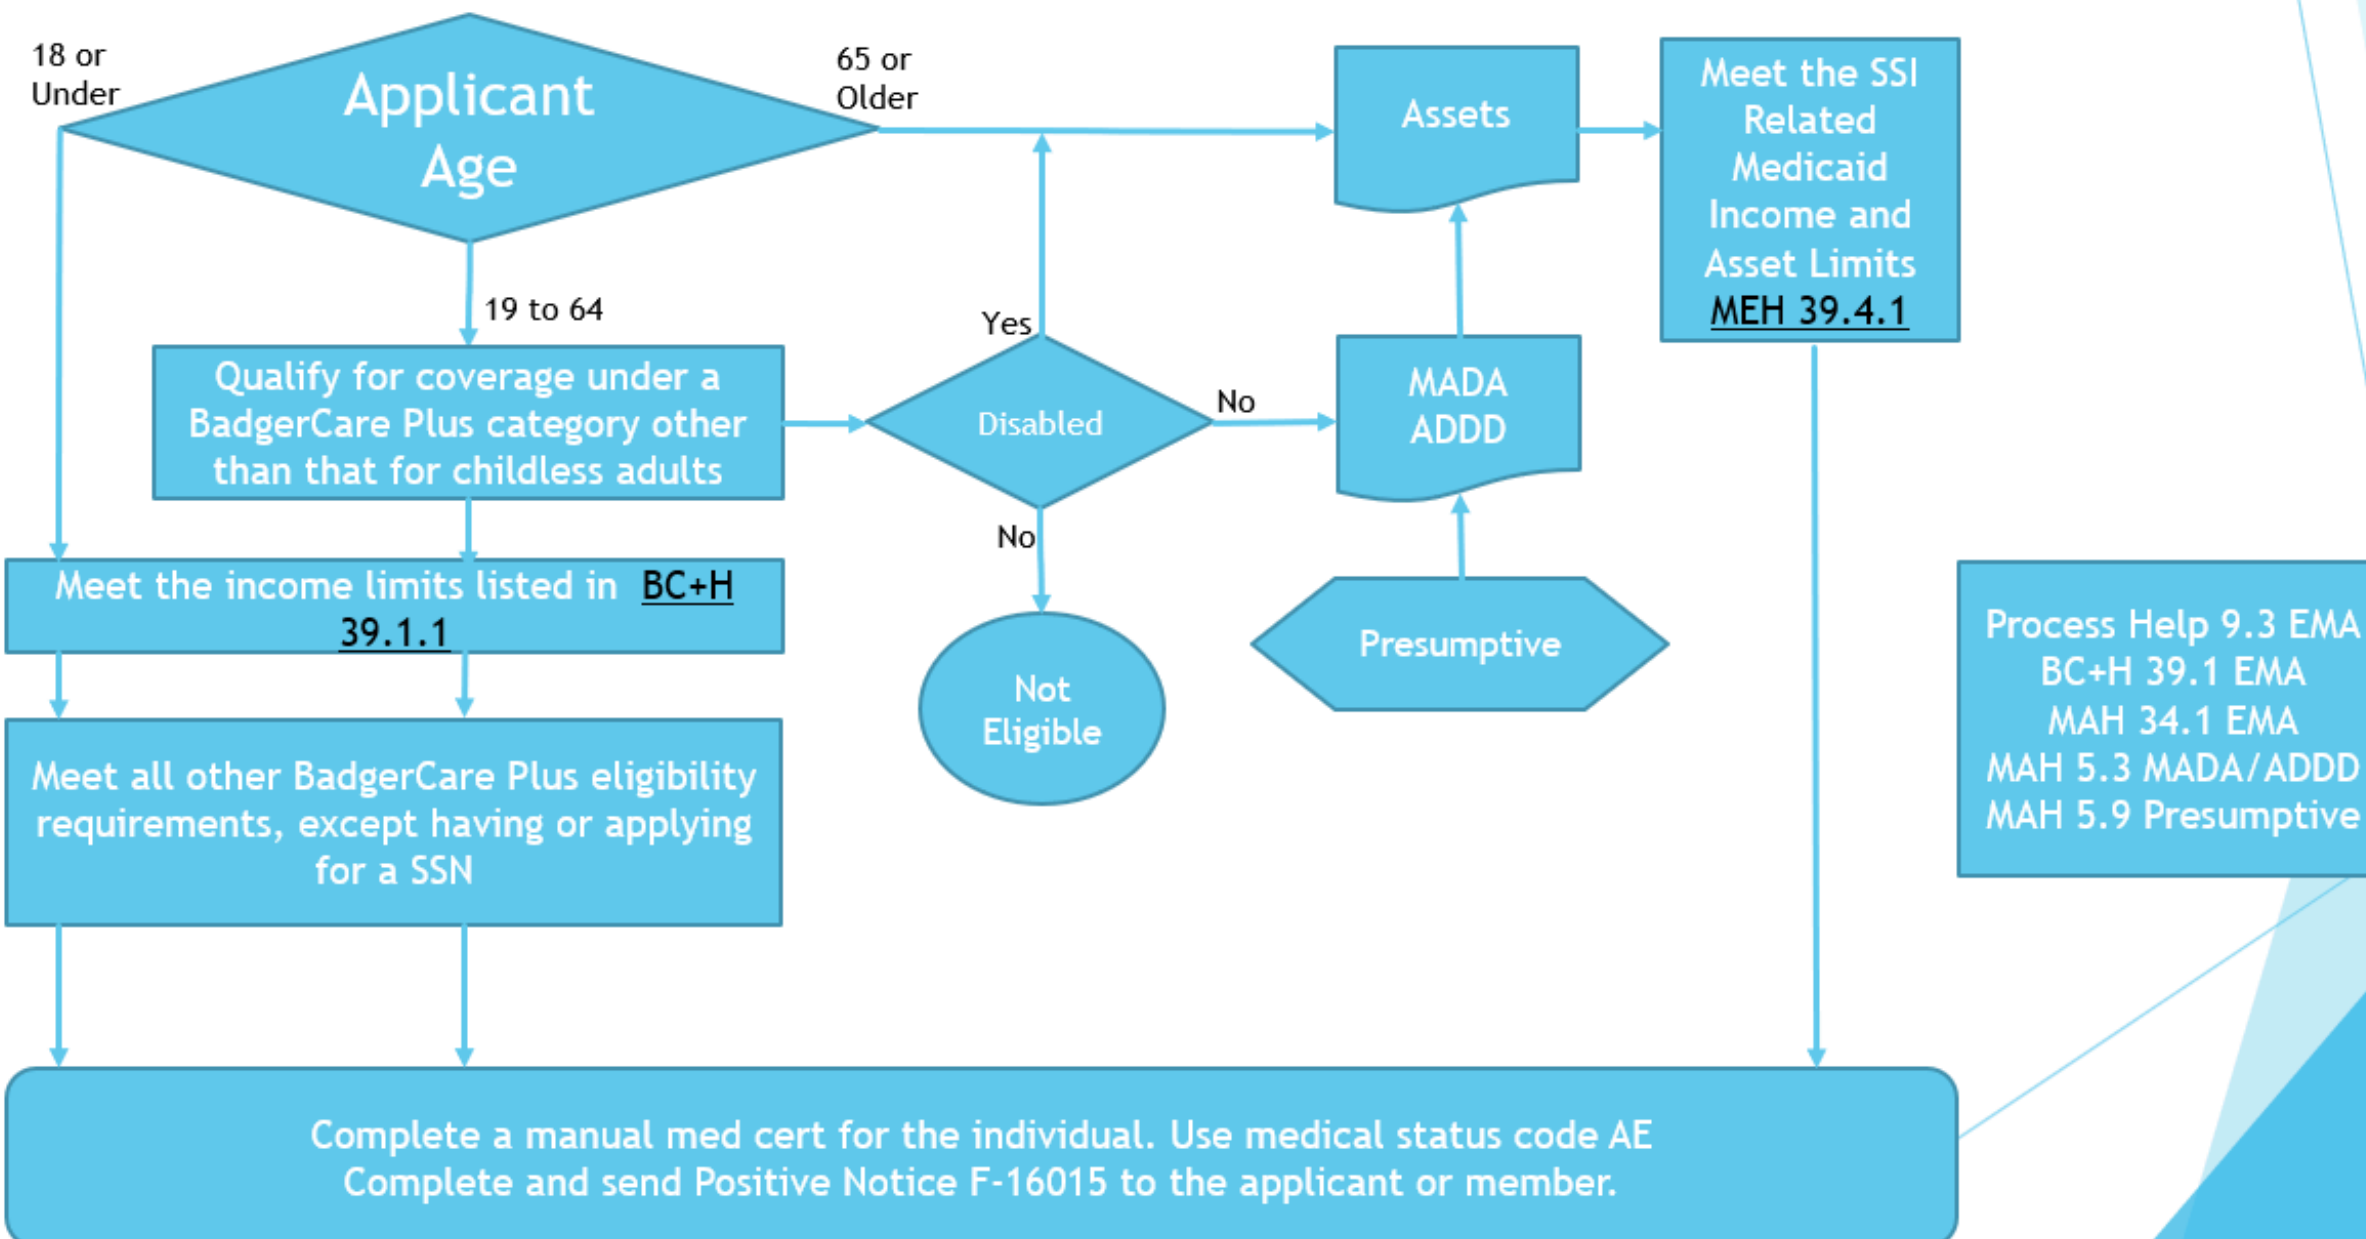 18 or
Under
Applicant
Age
65 or
Older
Assets
Meet the SSI
Related
Medicaid
Income and
Asset Limits
MEH 39.4.1
19 to 64
Qualify for coverage under a
BadgerCare Plus category other
than that for childless adults
Yes
Disabled
No
No
MADA
ADDD
Meet the income limits listed in BC+H
39.1.1
Not
Eligible
Presumptive
Process Help 9.3 EMA
BC+H 39.1 EMA
MAH 34.1 EMA
MAH 5.3 MADA/ADDD
MAH 5.9 Presumptive
Meet all other BadgerCare Plus eligibility
requirements, except having or applying
for a SSN
Complete a manual med cert for the individual. Use medical status code AE
Complete and send Positive Notice F-16015 to the applicant or member.